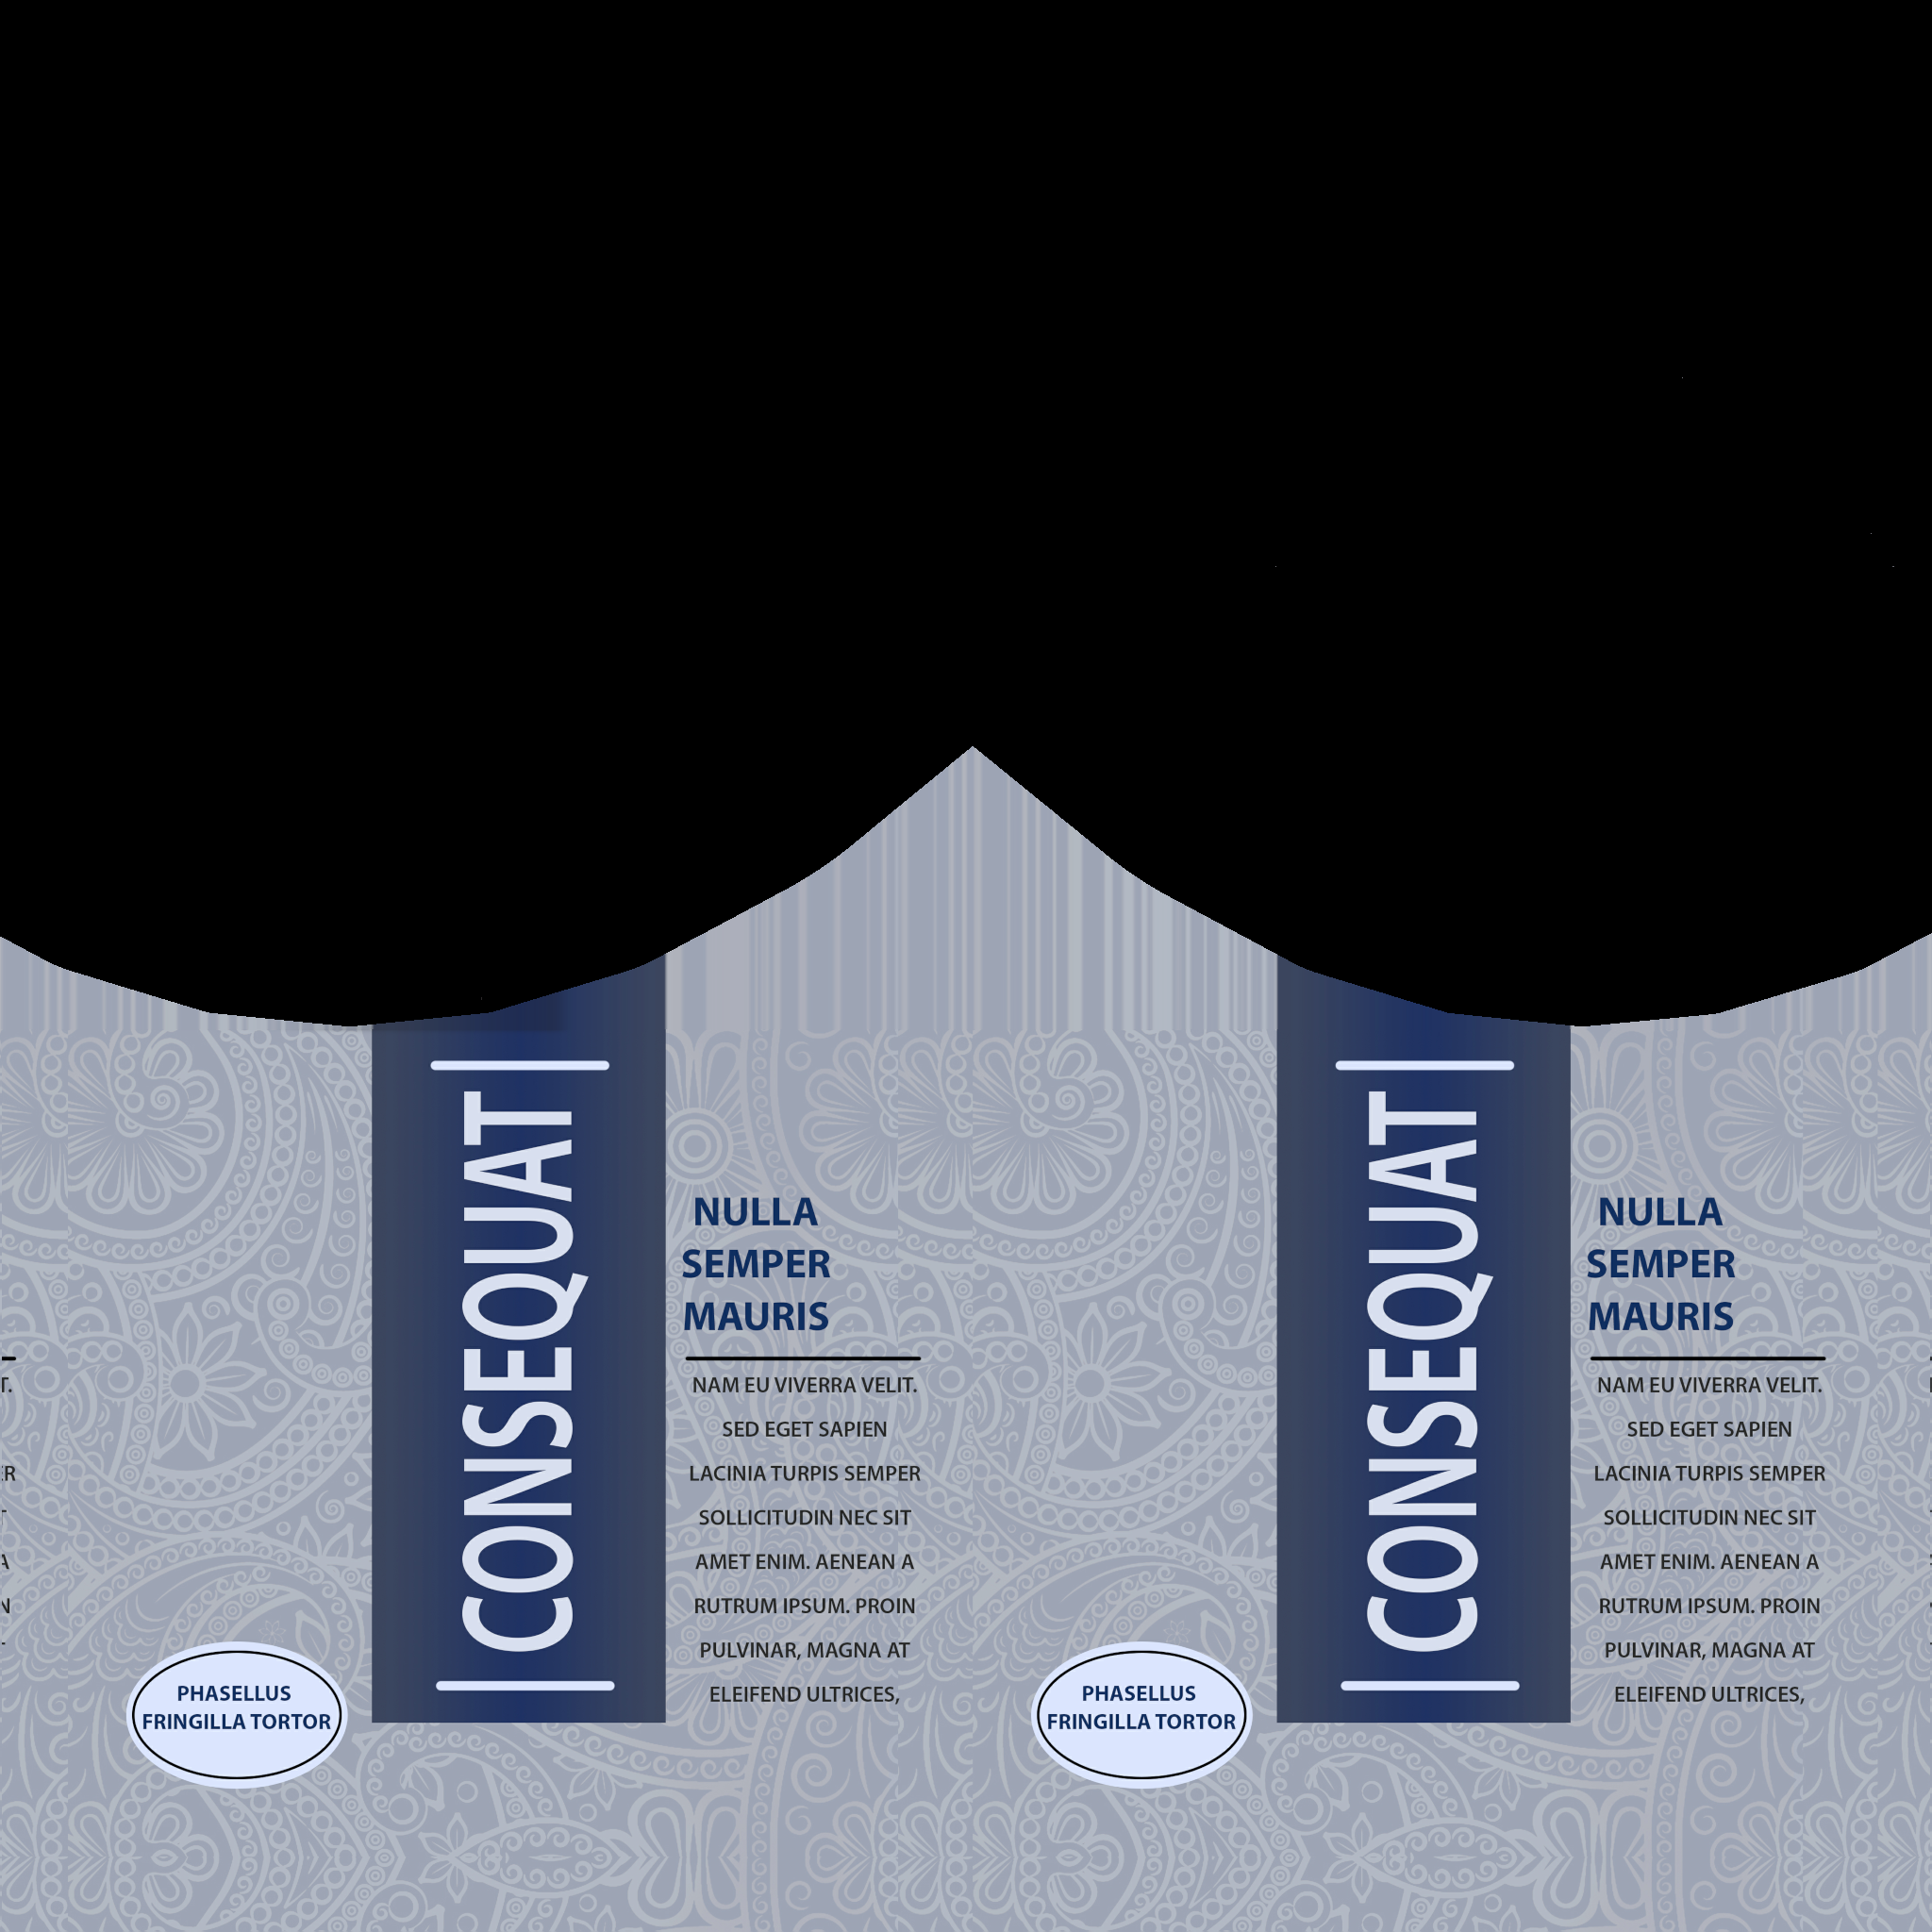 CONSEQUAT
NULLA
SEMPER
MAURIS
NAM EU VIVERRA VELIT.
SED EGET SAPIEN
LACINIA TURPIS SEMPER
SOLLICITUDIN NEC SIT
AMET ENIM. AENEAN A
RUTRUM IPSUM. PROIN
PULVINAR, MAGNA AT
ELEIFEND ULTRICES,
PHASELLUS
FRINGILLA TORTOR
CONSEQUAT
NULLA
SEMPER
MAURIS
NAM EU VIVERRA VELIT.
SED EGET SAPIEN
LACINIA TURPIS SEMPER
SOLLICITUDIN NEC SIT
AMET ENIM. AENEAN A
RUTRUM IPSUM. PROIN
PULVINAR, MAGNA AT
ELEIFEND ULTRICES,
PHASELLUS
FRINGILLA TORTOR